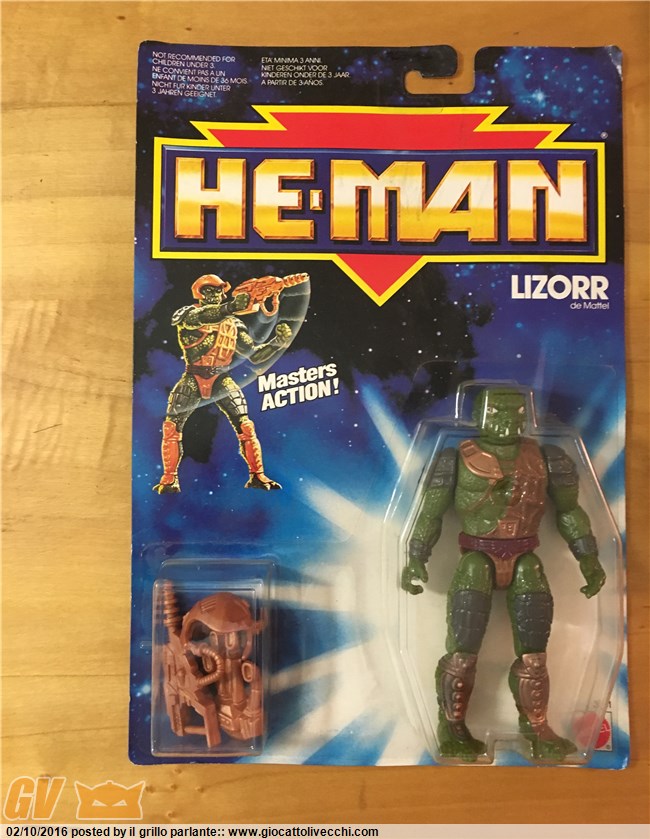 NOT RECOMMENDED FOR
CHILDREN UNDER 3.
NE CONVIENT PAS A UN
ENFANT DE MOINS DE 36 MOIS.
NICHT FUR KINDER UNTER
3 JAHREN GEEIGNET.
ETA MINIMA 3 ANNI.
NIET GESCHIKT VOOR
KINDEREN ONDER DE 3 JAAR.
A PARTIR DE 3 AÑOS.
HE-MAN
®
LIZORR
de Mattel
Masters
ACTION!
GV
02/10/2016 posted by il grillo parlante:: www.giocattolivecchi.com